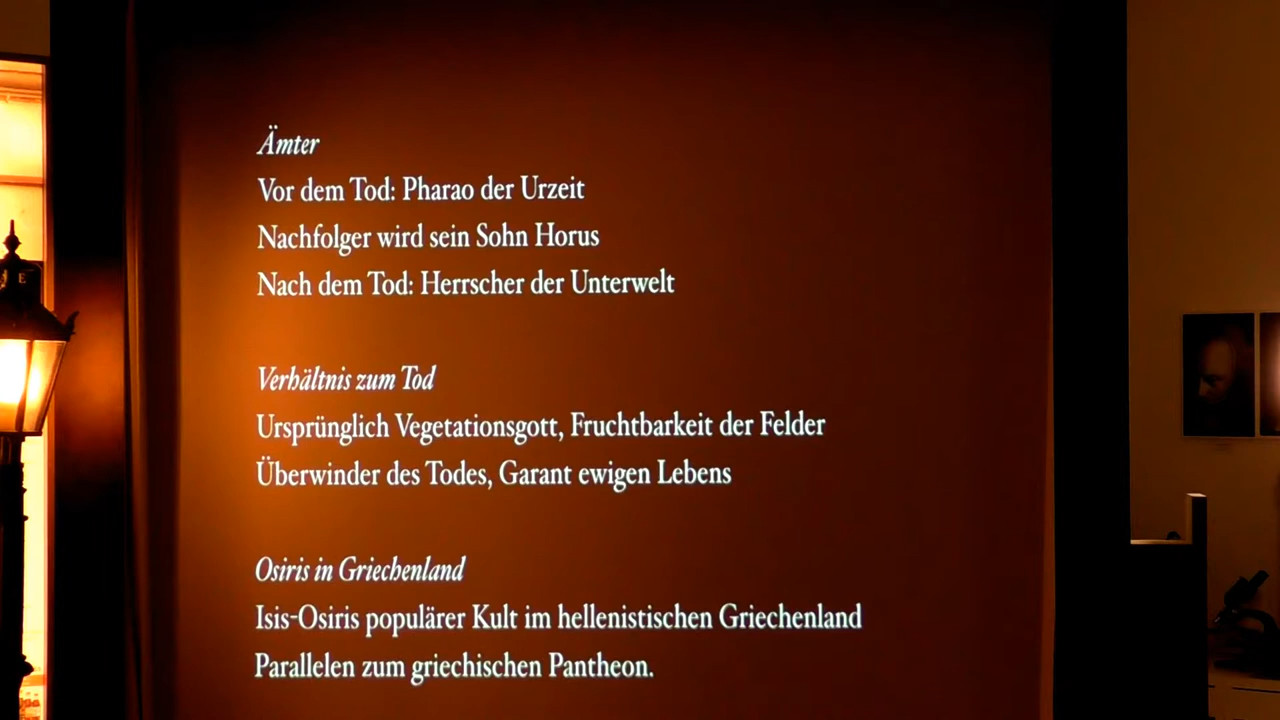 Ämter
Vor dem Tod: Pharao der Urzeit
Nachfolger wird sein Sohn Horus
Nach dem Tod: Herrscher der Unterwelt
Verhältnis zum Tod
Ursprünglich Vegetationsgott, Fruchtbarkeit der Felder
Überwinder des Todes, Garant ewigen Lebens
Osiris in Griechenland
Isis-Osiris populärer Kult im hellenistischen Griechenland
Parallelen zum griechischen Pantheon.